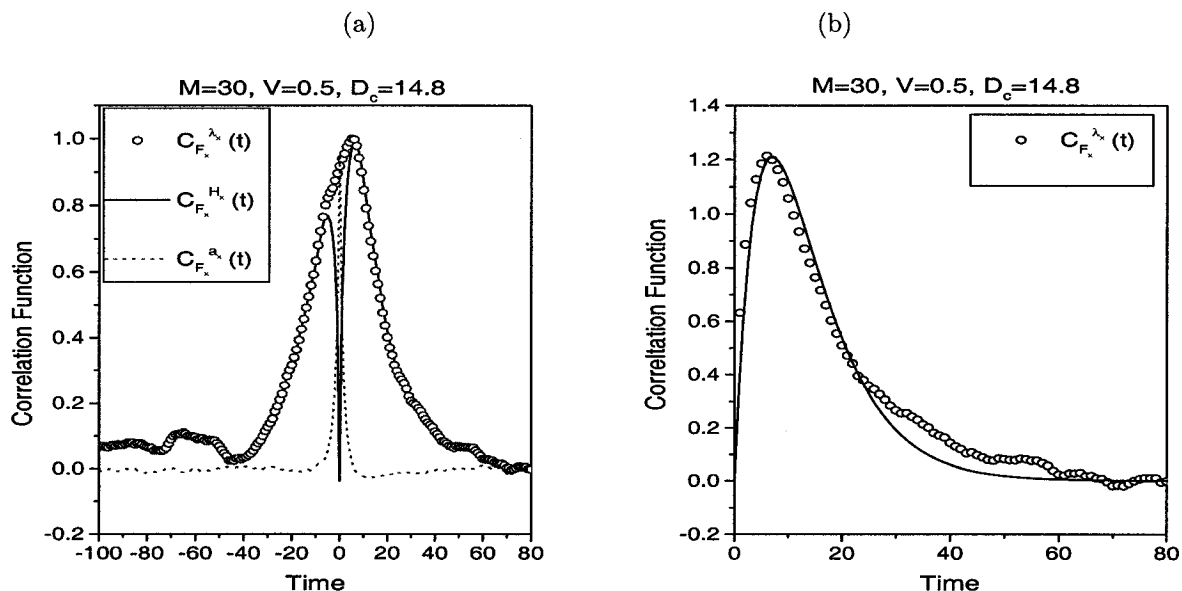 (a)
M=30, V=0.5, D_c=14.8
C_{F_x}^{λ_x}(t)
C_{F_x}^{H_x}(t)
C_{F_x}^{a_x}(t)
Correlation Function
1.0
0.8
0.6
0.4
0.2
0.0
-0.2
-100 -80 -60 -40 -20 0 20 40 60 80
Time
(b)
M=30, V=0.5, D_c=14.8
C_{F_x}^{λ_x}(t)
Correltation Function
1.4
1.2
1.0
0.8
0.6
0.4
0.2
0.0
-0.2
0 20 40 60 80
Time